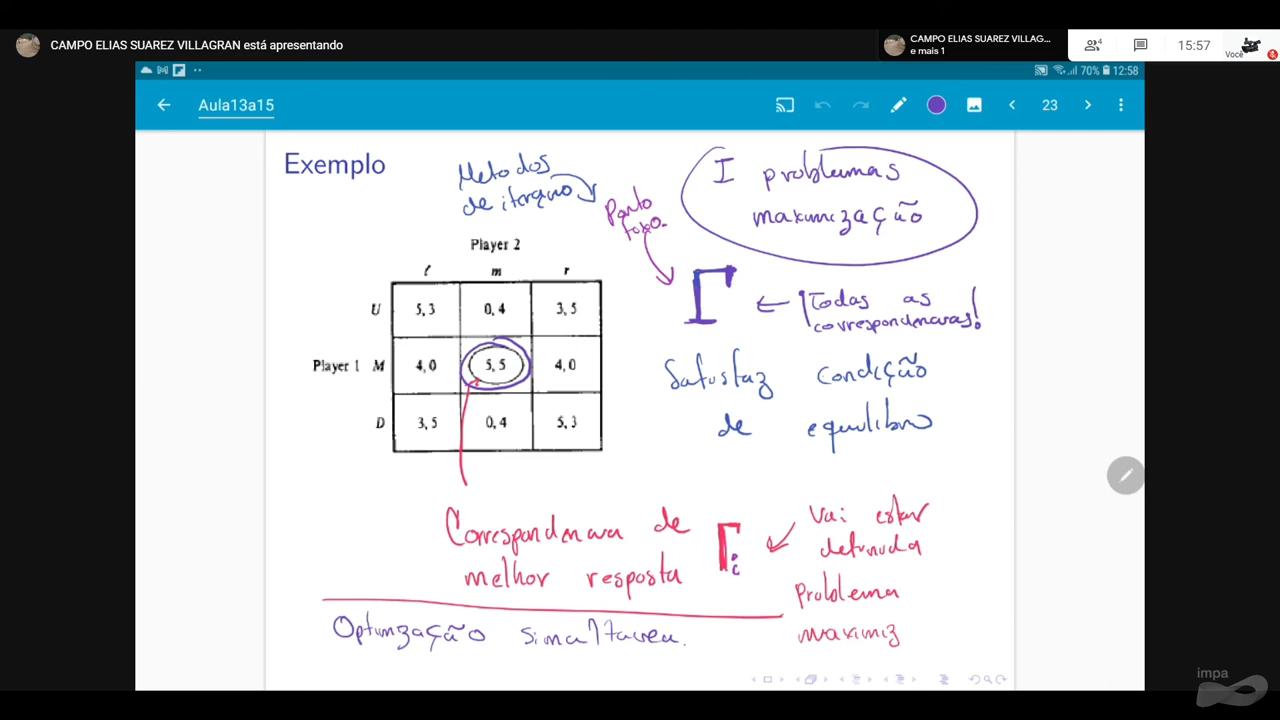 CAMPO ELIAS SUAREZ VILLAGRAN está apresentando
CAMPO ELIAS SUAREZ VILLAG...
e mais 1
4
15:57
Você
70% 12:58
Aula13a15
23
Exemplo
Metodos
de iteração
Ponto
fixo.
I problemas
maximização
Player 2
ℓ m r
U 5, 3 0, 4 3, 5
Player 1 M 4, 0 5, 5 4, 0
D 3, 5 0, 4 5, 3
Γ ← ¡Todas as
correspondencias!
Satisfaz condição
de equilibrio
Correspondencia de
melhor resposta
Γi
Vai estar
definida
problema
maximiz
Optimização simultanea.
impa